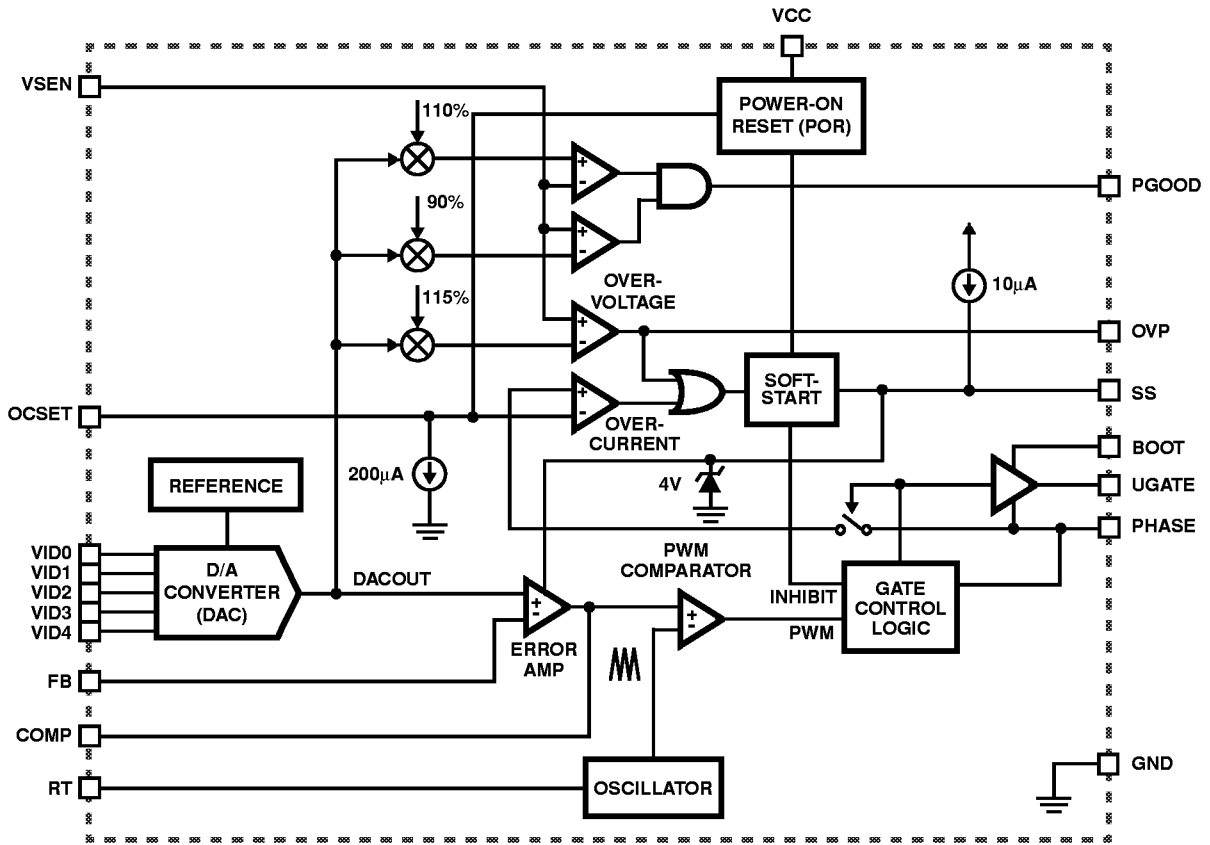 VCC
VSEN
110%
POWER-ON
RESET (POR)
+
-
PGOOD
90%
+
-
OVER-
VOLTAGE
10µA
115%
+
-
OVP
SOFT-
START
SS
OCSET
+
-
OVER-
CURRENT
BOOT
200µA
4V
UGATE
REFERENCE
PHASE
VID0
VID1
VID2
VID3
VID4
D/A
CONVERTER
(DAC)
DACOUT
PWM
COMPARATOR
+
-
ERROR
AMP
+
-
INHIBIT
PWM
GATE
CONTROL
LOGIC
FB
COMP
RT
OSCILLATOR
GND